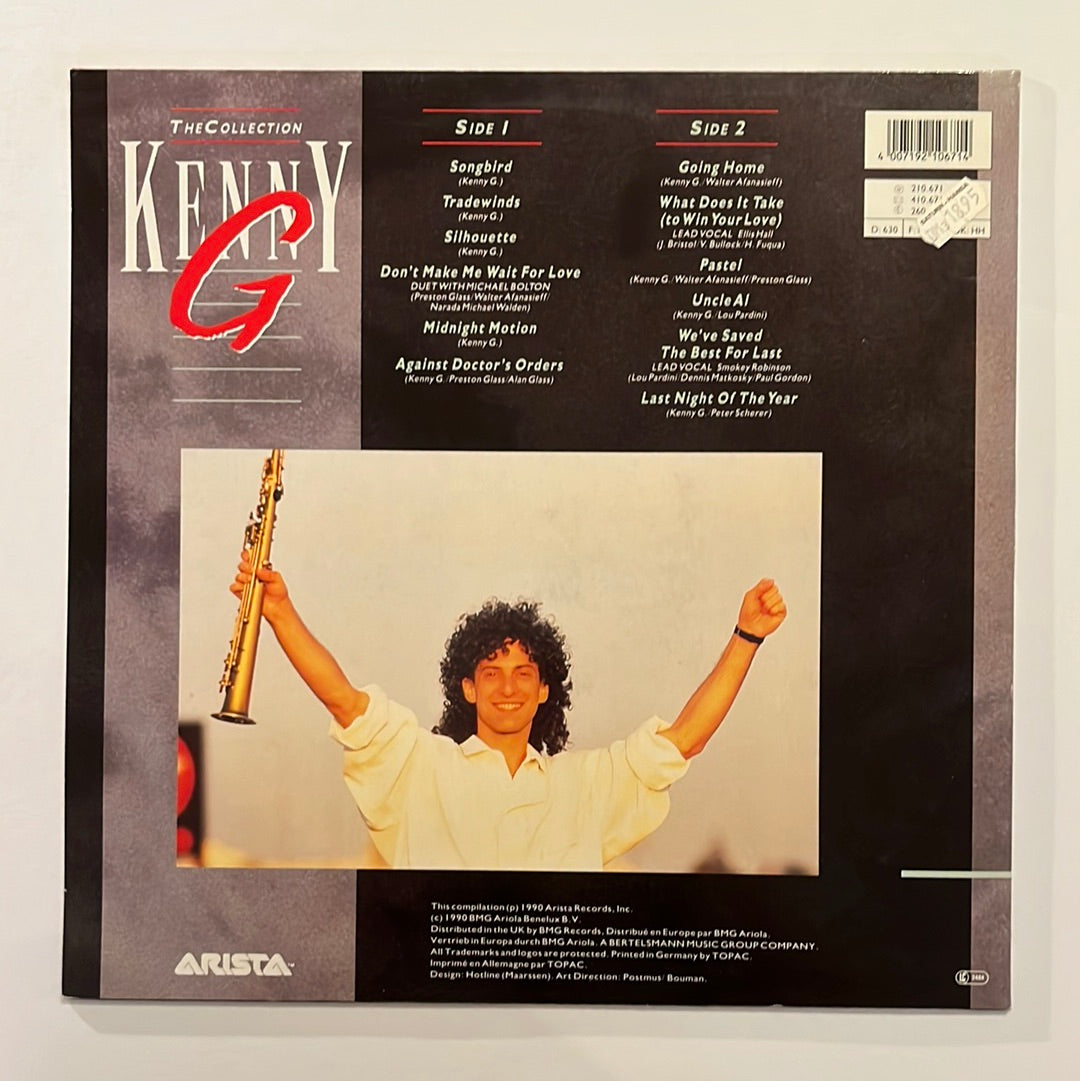 The Collection
KENNY
G
Side 1
Songbird
(Kenny G.)
Tradewinds
(Kenny G.)
Silhouette
(Kenny G.)
Don't Make Me Wait For Love
DUET WITH MICHAEL BOLTON
(Preston Glass/Walter Afanasieff/
Narada Michael Walden)
Midnight Motion
(Kenny G.)
Against Doctor's Orders
(Kenny G./Preston Glass/Alan Glass)
Side 2
Going Home
(Kenny G./Walter Afanasieff)
What Does It Take
(to Win Your Love)
LEAD VOCAL Ellis Hall
(J. Bristol/V. Bullock/H. Fuqua)
Pastel
(Kenny G./Walter Afanasieff/Preston Glass)
Uncle Al
(Kenny G./Lou Pardini)
We've Saved
The Best For Last
LEAD VOCAL Smokey Robinson
(Lou Pardini/Dennis Matkosky/Paul Gordon)
Last Night Of The Year
(Kenny G./Peter Scherer)
4 007192 106714
210.671
410.67
260
D: 630
DM 18.95
This compilation (p) 1990 Arista Records, Inc.
(c) 1990 BMG Ariola Benelux B.V.
Distributed in the UK by BMG Records, Distribué en Europe par BMG Ariola.
Vertrieb in Europa durch BMG Ariola. A BERTELSMANN MUSIC GROUP COMPANY.
All Trademarks and logos are protected. Printed in Germany by TOPAC.
Imprimé en Allemagne par TOPAC.
Design: Hotline (Maarssen). Art Direction: Postmus/Bouman.
ARISTA™
LC 2484